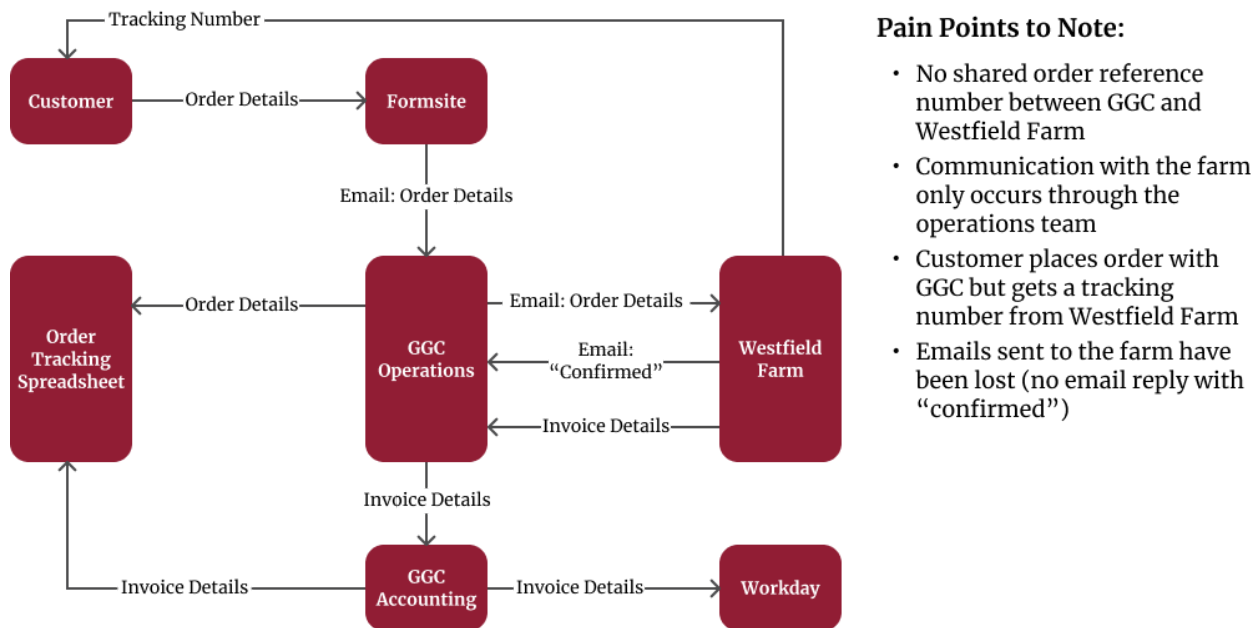 Tracking Number
Pain Points to Note:
Customer
Order Details
Formsite
• No shared order reference
number between GGC and
Westfield Farm
• Communication with the farm
only occurs through the
operations team
• Customer places order with
GGC but gets a tracking
number from Westfield Farm
• Emails sent to the farm have
been lost (no email reply with
“confirmed”)
Email: Order Details
Order
Tracking
Spreadsheet
Order Details
GGC
Operations
Email: Order Details
Email:
“Confirmed”
Invoice Details
Westfield
Farm
Invoice Details
Invoice Details
GGC
Accounting
Invoice Details
Workday